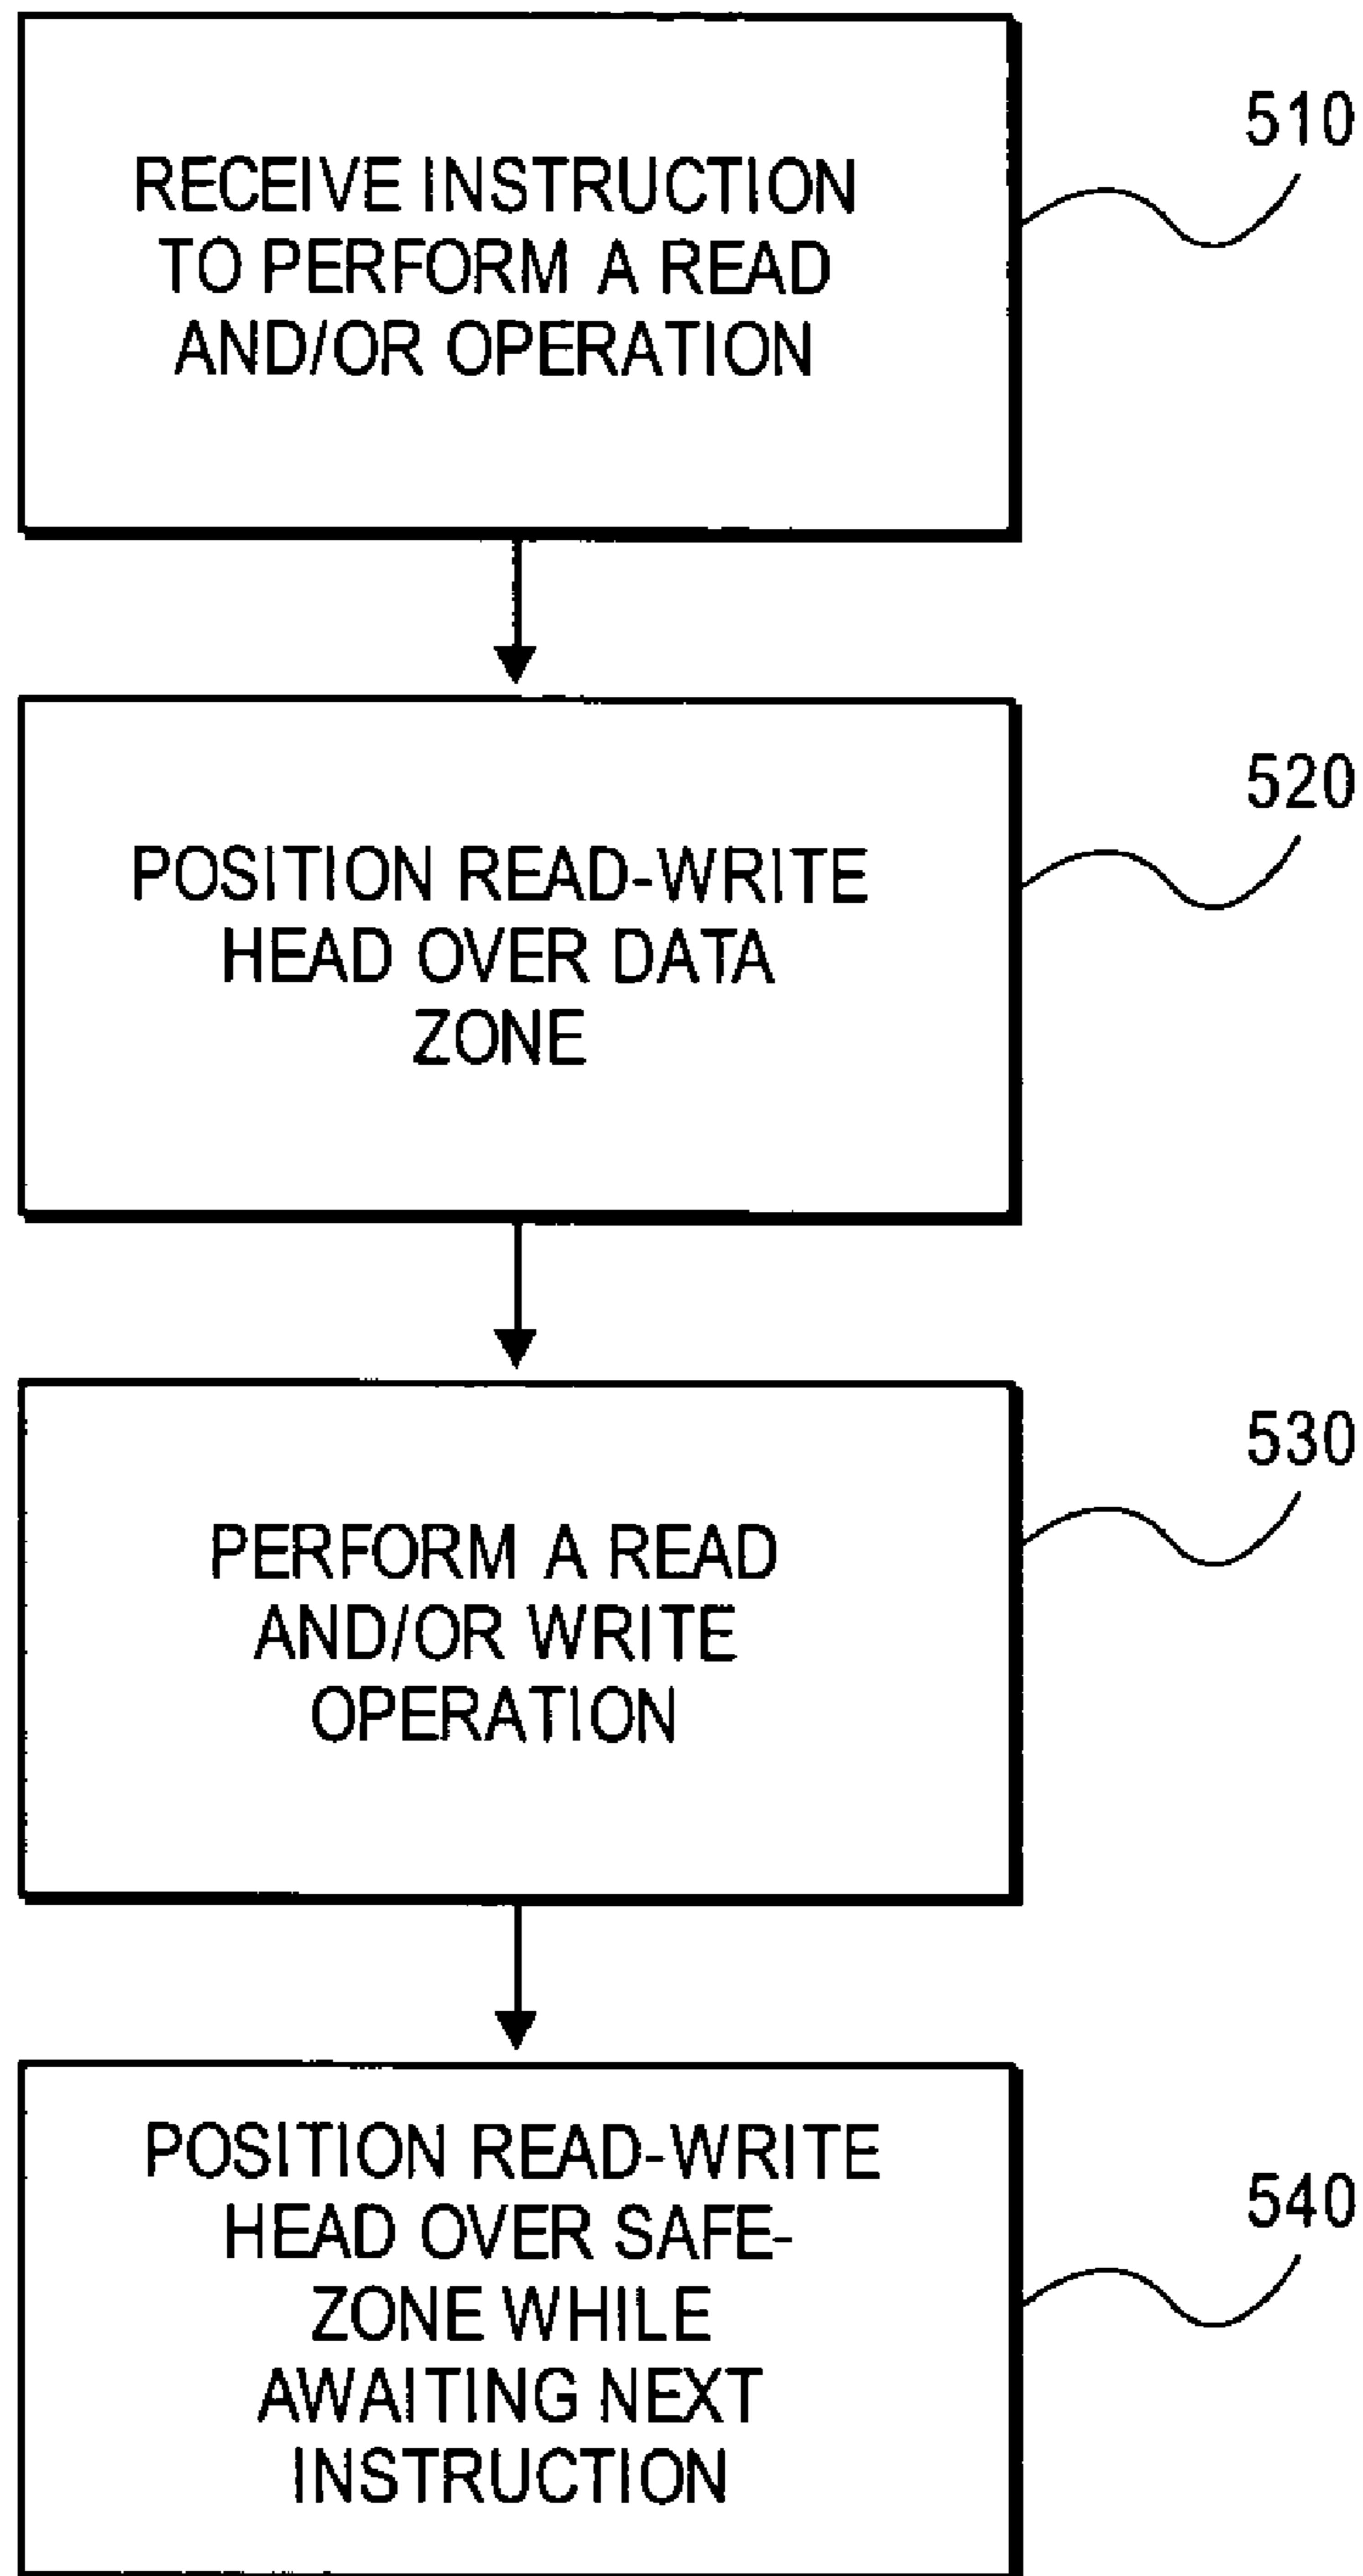 RECEIVE INSTRUCTION
TO PERFORM A READ
AND/OR OPERATION
510
POSITION READ-WRITE
HEAD OVER DATA
ZONE
520
PERFORM A READ
AND/OR WRITE
OPERATION
530
POSITION READ-WRITE
HEAD OVER SAFE-
ZONE WHILE
AWAITING NEXT
INSTRUCTION
540